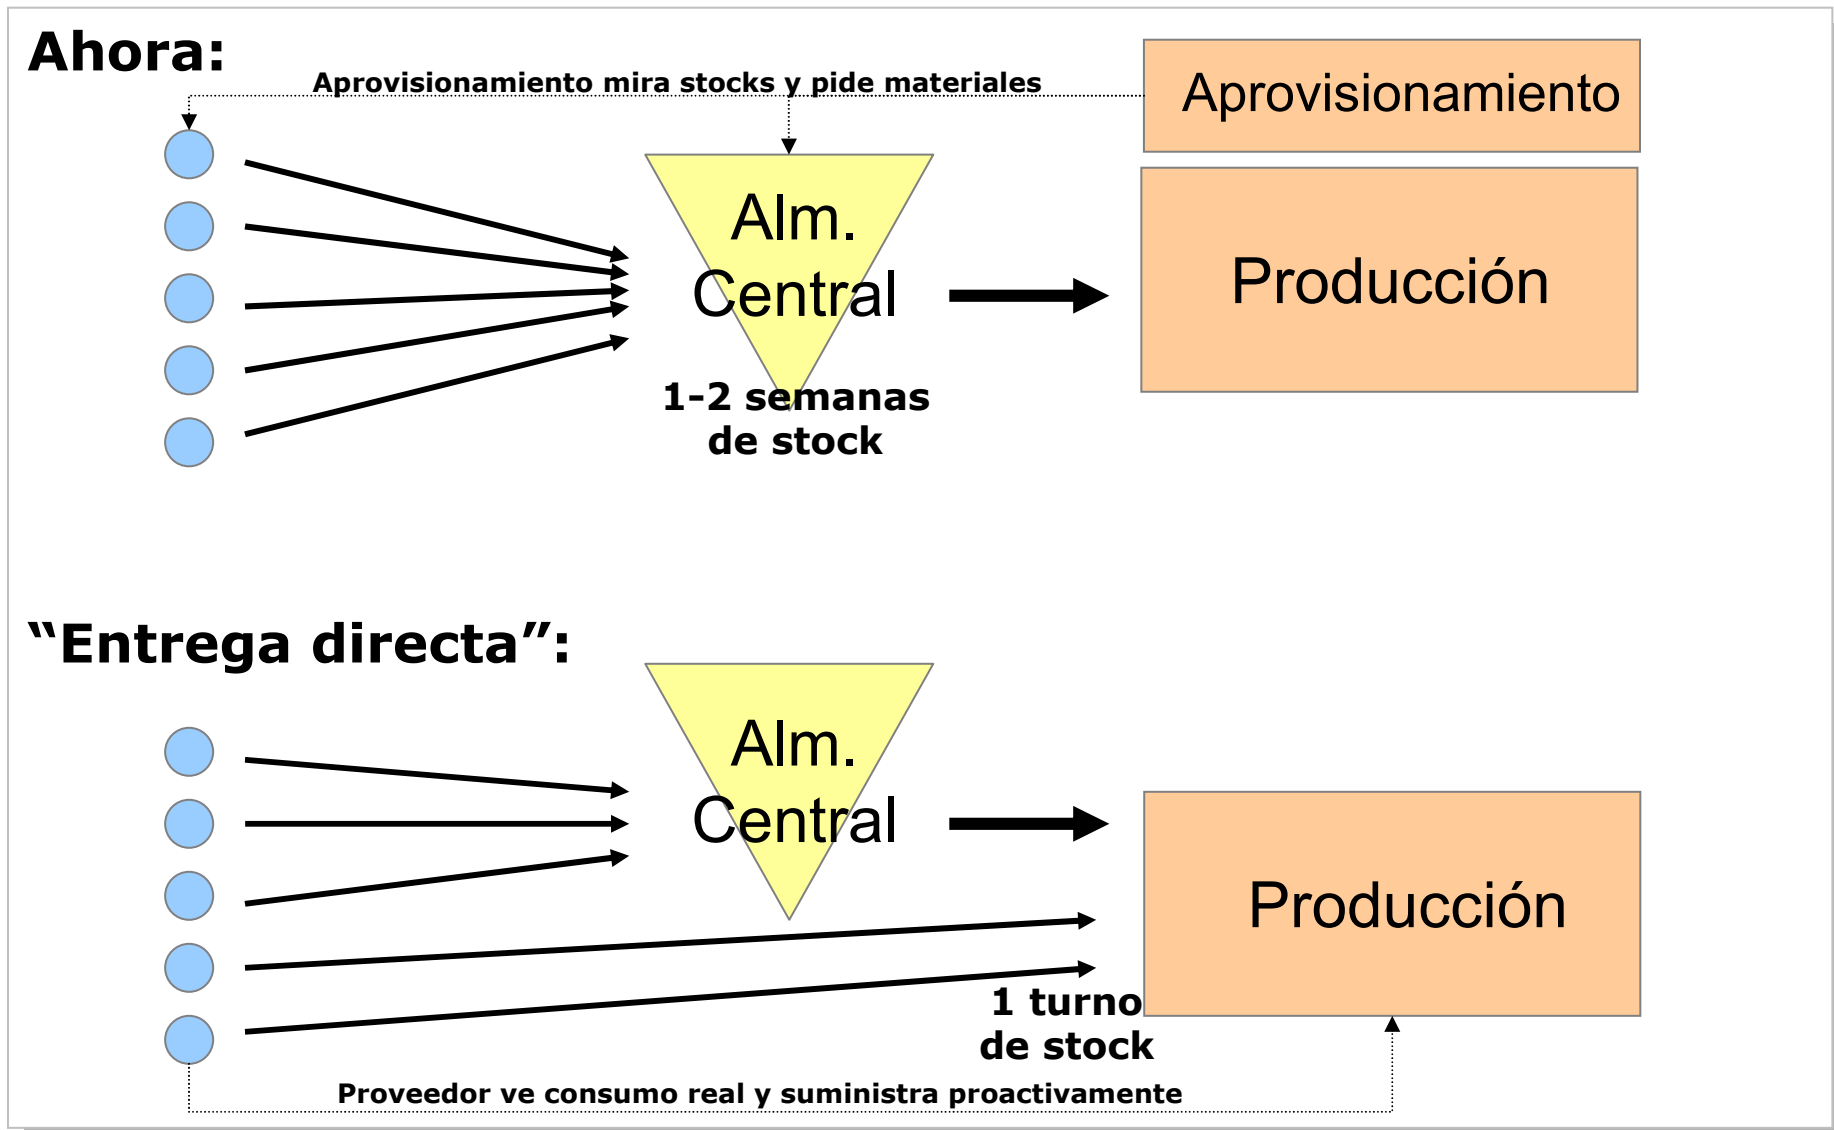 Ahora:
Aprovisionamiento mira stocks y pide materiales
Aprovisionamiento
Alm.
Central
Producción
1-2 semanas
de stock
“Entrega directa”:
Alm.
Central
Producción
1 turno
de stock
Proveedor ve consumo real y suministra proactivamente